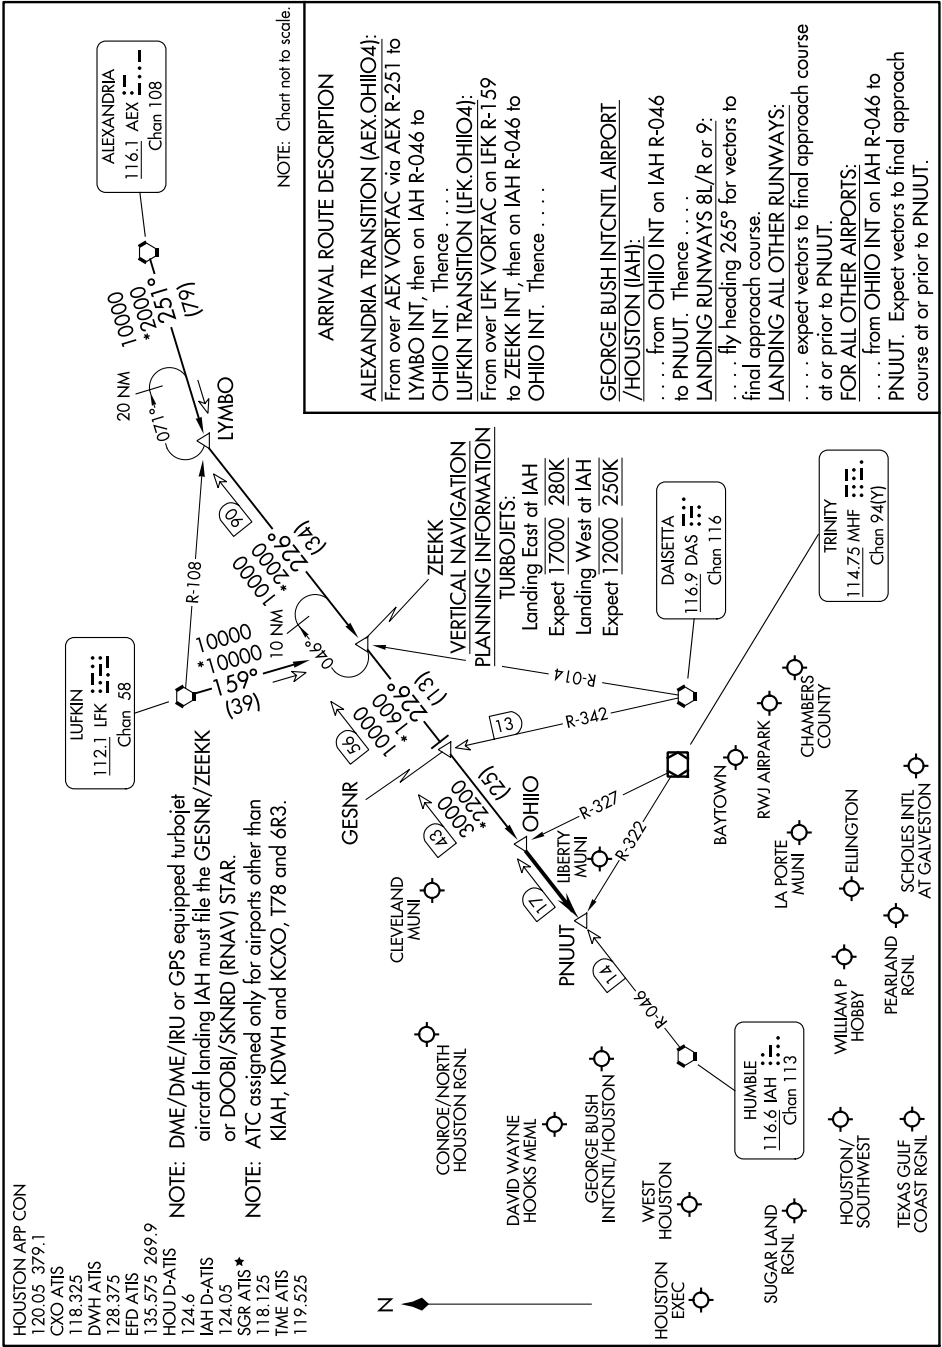 HOUSTON APP CON
120.05 379.1
CXO ATIS
118.325
DWH ATIS
128.375
EFD ATIS
135.575 269.9
HOU D-ATIS
124.6
IAH D-ATIS
124.05
SGR ATIS★
118.125
TME ATIS
119.525
NOTE: DME/DME/IRU or GPS equipped turbojet
aircraft landing IAH must file the GESNR/ZEEKK
or DOOBI/SKNRD (RNAV) STAR.
NOTE: ATC assigned only for airports other than
KIAH, KDWH and KCXO, T78 and 6R3.
LUFKIN
112.1 LFK
Chan 58
R-108
10000
*10000
159°
(39)
ALEXANDRIA
116.1 AEX
Chan 108
10000
*2000
251°
(79)
20 NM
071°
LYMBO
90
10000
*2000
226°
(34)
10 NM
046°
ZEEKK
VERTICAL NAVIGATION
PLANNING INFORMATION
TURBOJETS:
Landing East at IAH
Expect 17000 280K
Landing West at IAH
Expect 12000 250K
56
10000
*1600
226°
(13)
GESNR
R-014
13
R-342
DAISETTA
116.9 DAS
Chan 116
43
3000
*2200
(25)
OHIIO
R-327
R-322
TRINITY
114.75 MHF
Chan 94(Y)
17
PNUUT
14
R-046
HUMBLE
116.6 IAH
Chan 113
CLEVELAND
MUNI
LIBERTY
MUNI
CONROE/NORTH
HOUSTON RGNL
DAVID WAYNE
HOOKS MEML
GEORGE BUSH
INTCNTL/HOUSTON
WEST
HOUSTON
HOUSTON
EXEC
SUGAR LAND
RGNL
HOUSTON/
SOUTHWEST
TEXAS GULF
COAST RGNL
WILLIAM P
HOBBY
PEARLAND
RGNL
ELLINGTON
SCHOLES INTL
AT GALVESTON
LA PORTE
MUNI
BAYTOWN
RWJ AIRPARK
CHAMBERS
COUNTY
N
NOTE: Chart not to scale.
ARRIVAL ROUTE DESCRIPTION
ALEXANDRIA TRANSITION (AEX.OHIIO4):
From over AEX VORTAC via AEX R-251 to
LYMBO INT, then on IAH R-046 to
OHIIO INT. Thence . . . .
LUFKIN TRANSITION (LFK.OHIIO4):
From over LFK VORTAC on LFK R-159
to ZEEKK INT, then on IAH R-046 to
OHIIO INT. Thence . . . .
GEORGE BUSH INTCNTL AIRPORT
/HOUSTON (IAH):
. . . . from OHIIO INT on IAH R-046
to PNUUT. Thence . . . .
LANDING RUNWAYS 8L/R or 9:
. . . . fly heading 265° for vectors to
final approach course.
LANDING ALL OTHER RUNWAYS:
. . . . expect vectors to final approach course
at or prior to PNUUT.
FOR ALL OTHER AIRPORTS:
. . . . from OHIIO INT on IAH R-046 to
PNUUT. Expect vectors to final approach
course at or prior to PNUUT.